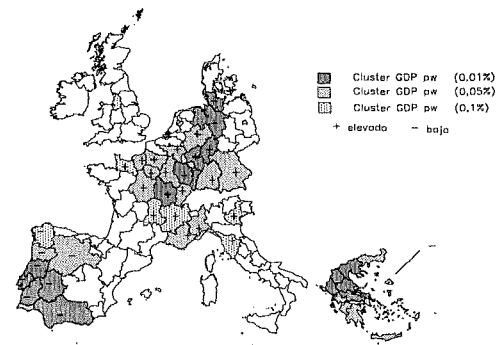 Cluster GDP pw (0,01%)
Cluster GDP pw (0,05%)
Cluster GDP pw (0,1%)
+ elevado - bajo